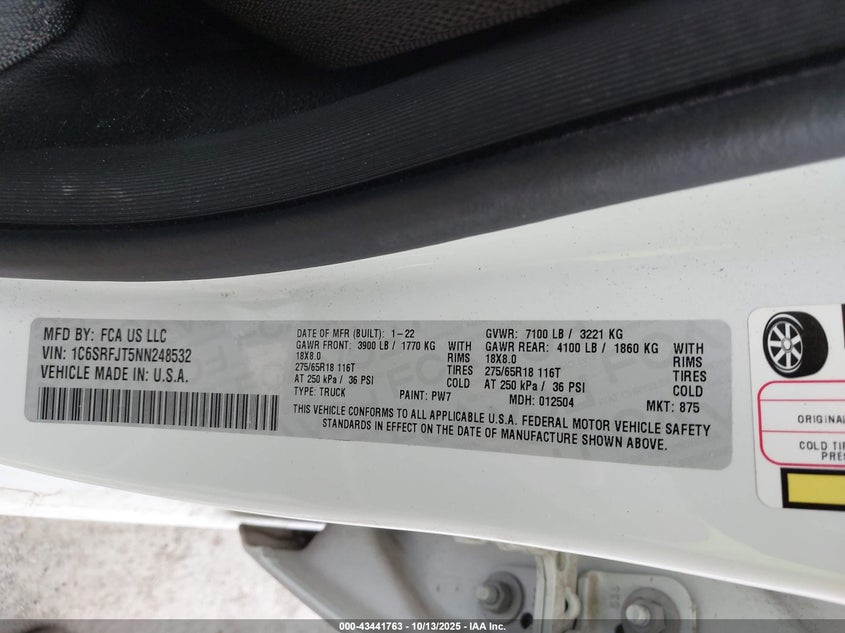 MFD BY: FCA US LLC
VIN: 1C6SRFJT5NN248532
VEHICLE MADE IN: U.S.A.
DATE OF MFR (BUILT): 1-22
GAWR FRONT: 3900 LB / 1770 KG WITH
18X8.0 RIMS
275/65R18 116T TIRES
AT 250 kPa / 36 PSI COLD
TYPE: TRUCK PAINT: PW7
GVWR: 7100 LB / 3221 KG
GAWR REAR: 4100 LB / 1860 KG WITH
18X8.0 RIMS
275/65R18 116T TIRES
AT 250 kPa / 36 PSI COLD
MDH: 012504 MKT: 875
THIS VEHICLE CONFORMS TO ALL APPLICABLE U.S.A. FEDERAL MOTOR VEHICLE SAFETY
STANDARDS IN EFFECT ON THE DATE OF MANUFACTURE SHOWN ABOVE.
ORIGINAL
COLD TI
PRES
000-43441763 - 10/13/2025 - IAA Inc.